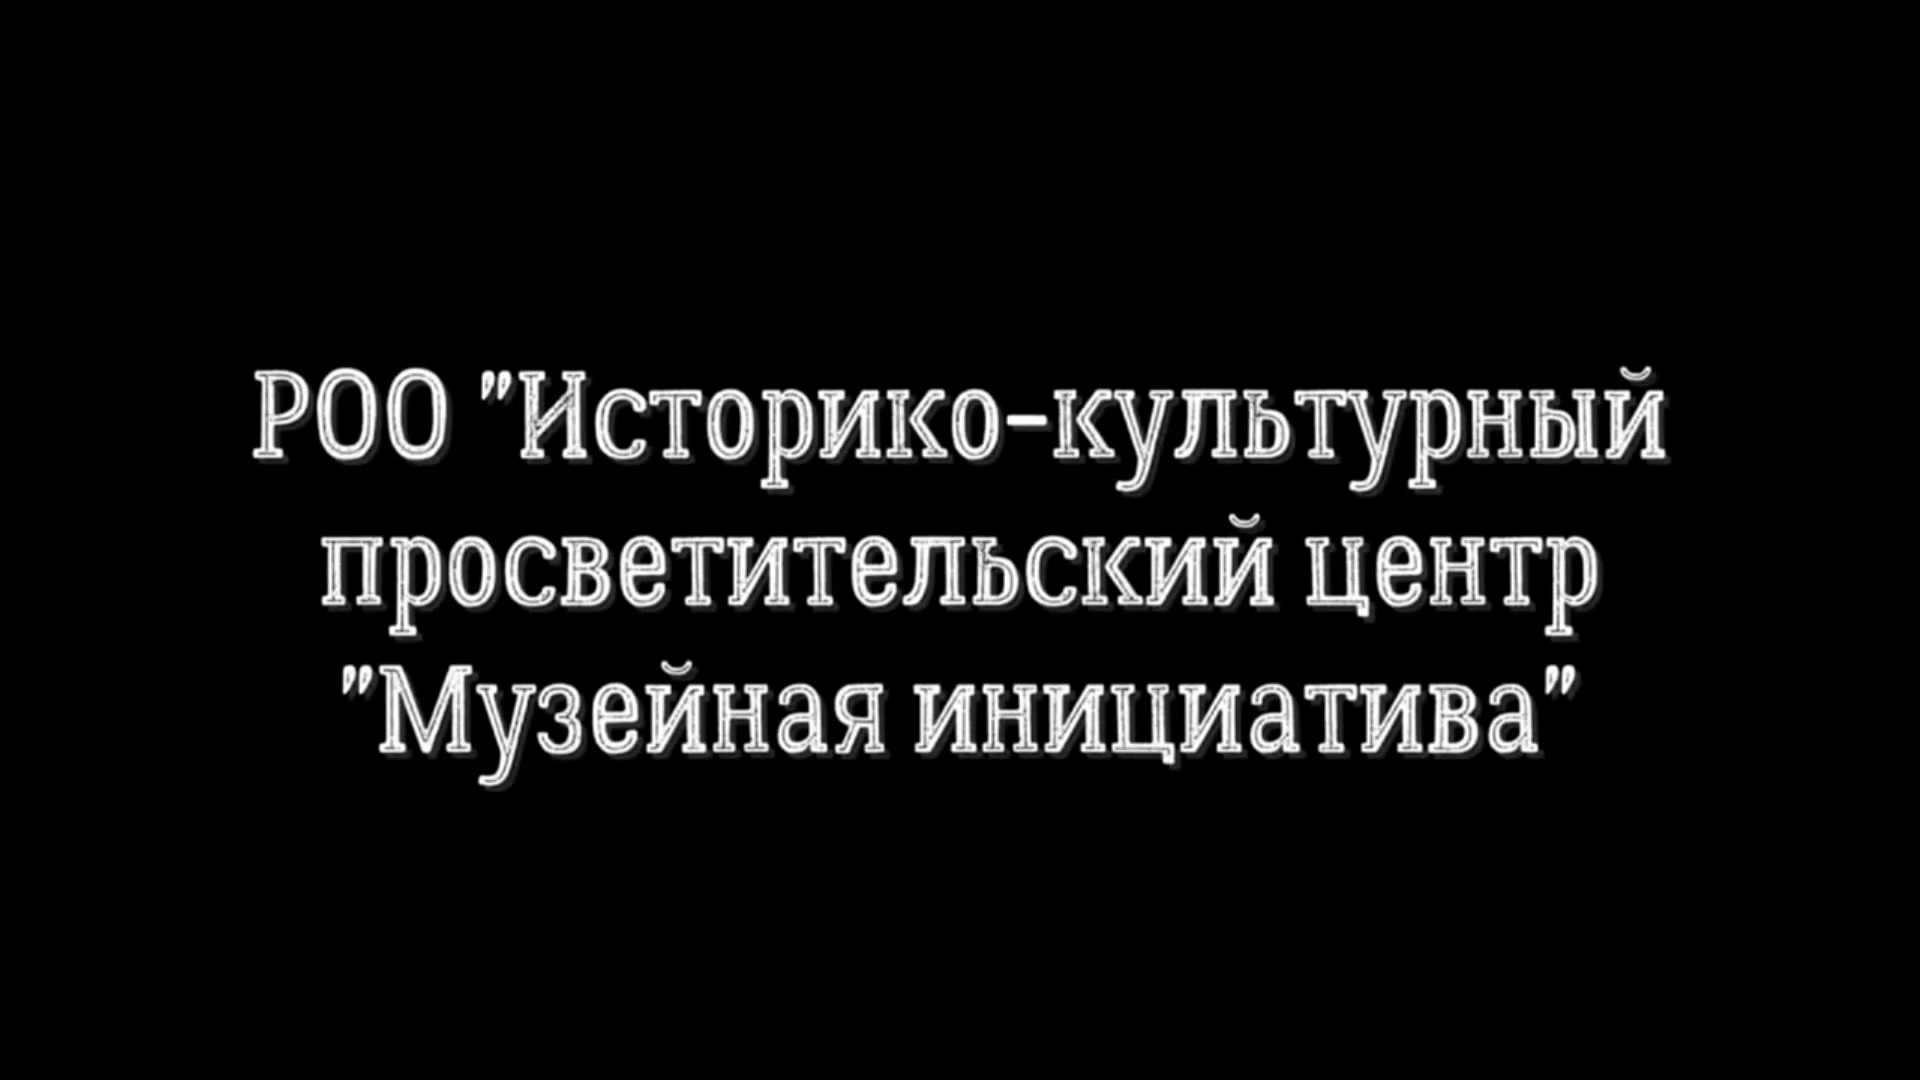 РОО "Историко-культурный
просветительский центр
"Музейная инициатива"